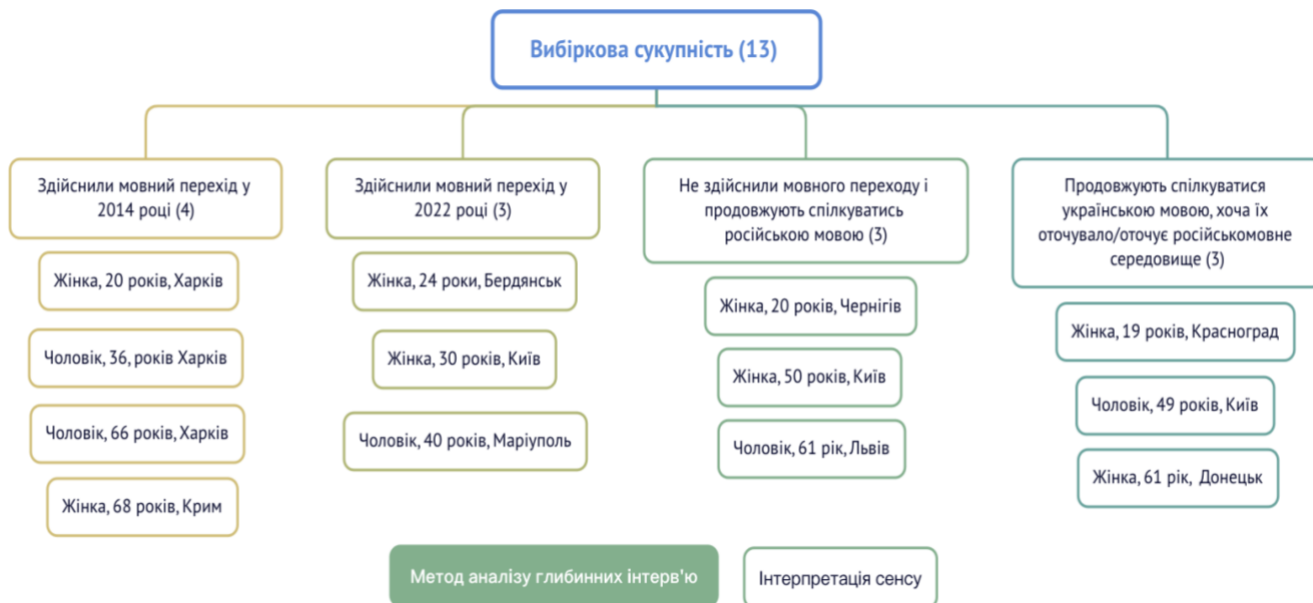 Вибіркова сукупність (13)
Здійснили мовний перехід у
2014 році (4)
Жінка, 20 років, Харків
Чоловік, 36, років Харків
Чоловік, 66 років, Харків
Жінка, 68 років, Крим
Здійснили мовний перехід у
2022 році (3)
Жінка, 24 роки, Бердянськ
Жінка, 30 років, Київ
Чоловік, 40 років, Маріуполь
Не здійснили мовного переходу і
продовжують спілкуватись
російською мовою (3)
Жінка, 20 років, Чернігів
Жінка, 50 років, Київ
Чоловік, 61 рік, Львів
Продовжують спілкуватися
українською мовою, хоча їх
оточувало/оточує російськомовне
середовище (3)
Жінка, 19 років, Красноград
Чоловік, 49 років, Київ
Жінка, 61 рік, Донецьк
Метод аналізу глибинних інтерв'ю
Інтерпретація сенсу